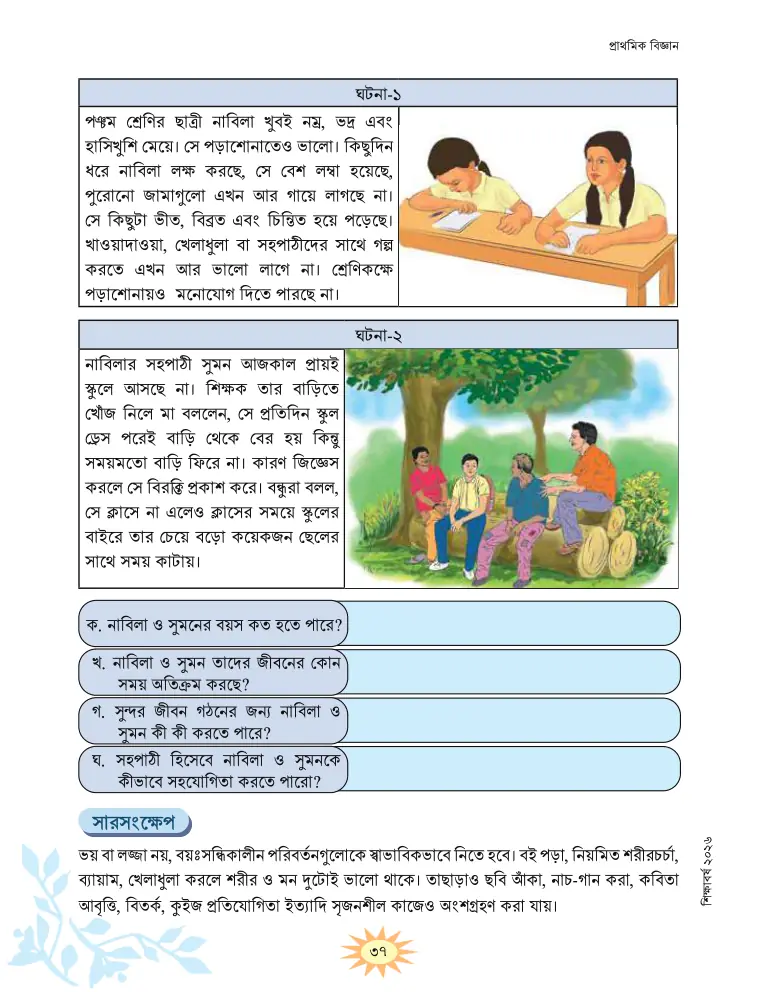 প্রাথমিক বিজ্ঞান
ঘটনা-১
পঞ্চম শ্রেণির ছাত্রী নাবিলা খুবই নম্র, ভদ্র এবং
হাসিখুশি মেয়ে। সে পড়াশোনাতেও ভালো। কিছুদিন
ধরে নাবিলা লক্ষ করছে, সে বেশ লম্বা হয়েছে,
পুরোনো জামাগুলো এখন আর গায়ে লাগছে না।
সে কিছুটা ভীত, বিব্রত এবং চিন্তিত হয়ে পড়েছে।
খাওয়াদাওয়া, খেলাধুলা বা সহপাঠীদের সাথে গল্প
করতে এখন আর ভালো লাগে না। শ্রেণিকক্ষে
পড়াশোনায়ও মনোযোগ দিতে পারছে না।
ঘটনা-২
নাবিলার সহপাঠী সুমন আজকাল প্রায়ই
স্কুলে আসছে না। শিক্ষক তার বাড়িতে
খোঁজ নিলে মা বললেন, সে প্রতিদিন স্কুল
ড্রেস পরেই বাড়ি থেকে বের হয় কিন্তু
সময়মতো বাড়ি ফিরে না। কারণ জিজ্ঞেস
করলে সে বিরক্তি প্রকাশ করে। বন্ধুরা বলল,
সে ক্লাসে না এলেও ক্লাসের সময়ে স্কুলের
বাইরে তার চেয়ে বড়ো কয়েকজন ছেলের
সাথে সময় কাটায়।
ক. নাবিলা ও সুমনের বয়স কত হতে পারে?
খ. নাবিলা ও সুমন তাদের জীবনের কোন
সময় অতিক্রম করছে?
গ. সুন্দর জীবন গঠনের জন্য নাবিলা ও
সুমন কী কী করতে পারে?
ঘ. সহপাঠী হিসেবে নাবিলা ও সুমনকে
কীভাবে সহযোগিতা করতে পারো?
সারসংক্ষেপ
ভয় বা লজ্জা নয়, বয়ঃসন্ধিকালীন পরিবর্তনগুলোকে স্বাভাবিকভাবে নিতে হবে। বই পড়া, নিয়মিত শরীরচর্চা,
ব্যায়াম, খেলাধুলা করলে শরীর ও মন দুটোই ভালো থাকে। তাছাড়াও ছবি আঁকা, নাচ-গান করা, কবিতা
আবৃত্তি, বিতর্ক, কুইজ প্রতিযোগিতা ইত্যাদি সৃজনশীল কাজেও অংশগ্রহণ করা যায়।
শিক্ষাবর্ষ ২০২৬
৩৭